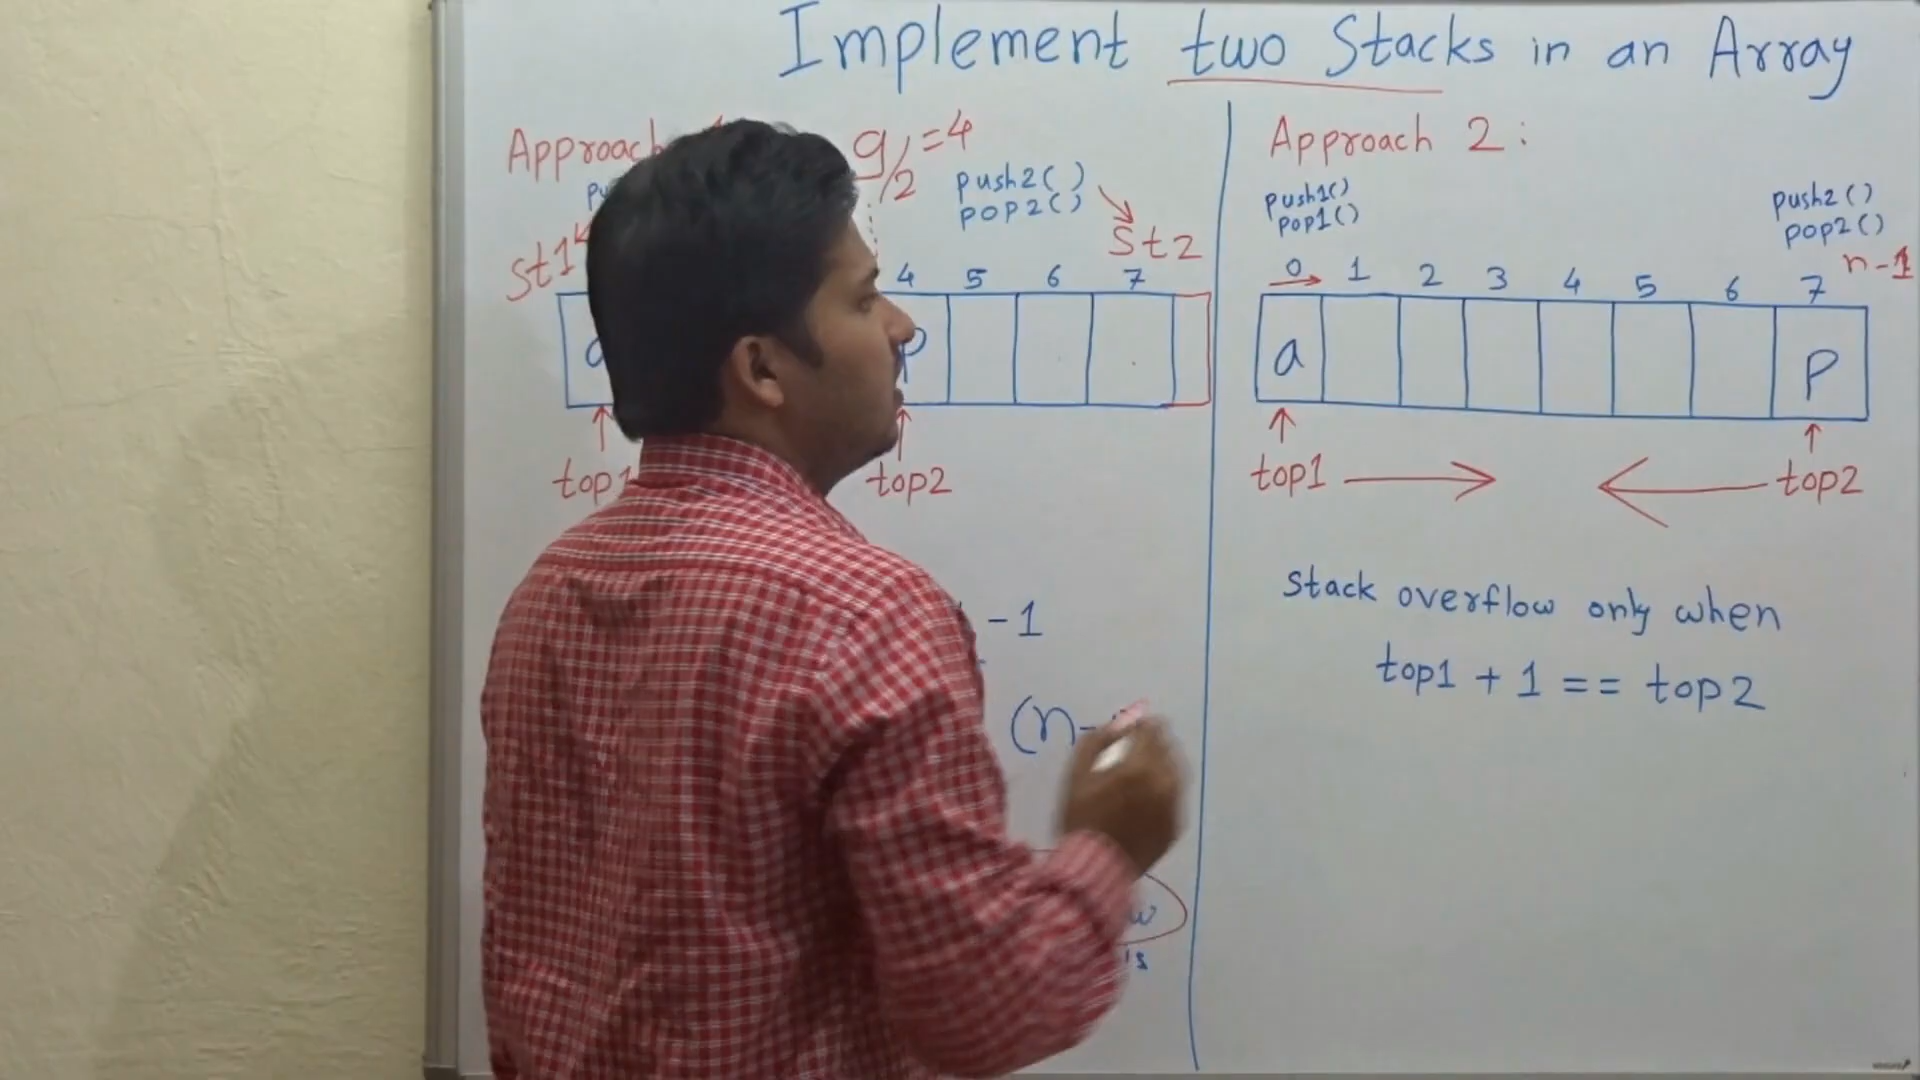 Implement two Stacks in an Array
Approach
9/2 = 4
push2()
pop2()
St1
St2
4 5 6 7
p
top1
top2
- 1
(n-
w
's
Approach 2:
push1()
pop1()
push2()
pop2()
n-1
0 1 2 3 4 5 6 7
a p
top1 top2
Stack overflow only when
top1 + 1 == top2